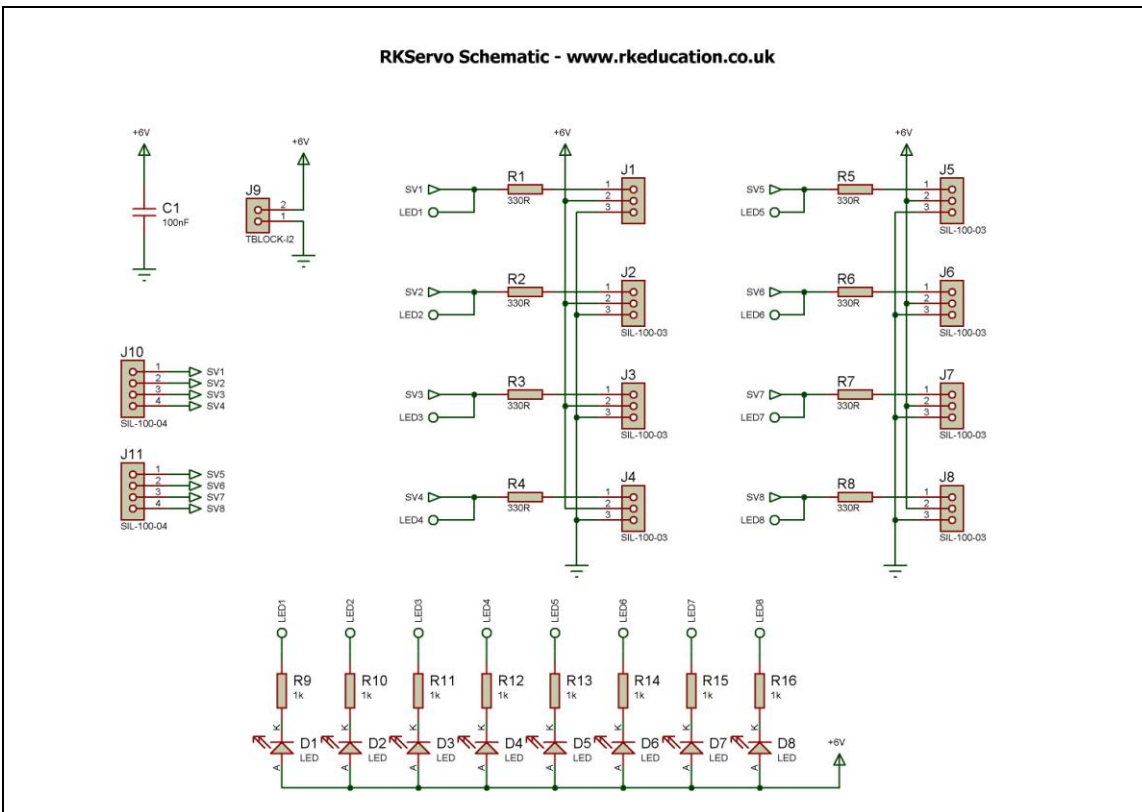 RKServo Schematic - www.rkeducation.co.uk
+6V
C1
100nF
+6V
J9
2
1
TBLOCK-I2
J10
1
2
3
4
SV1
SV2
SV3
SV4
SIL-100-04
J11
1
2
3
4
SV5
SV6
SV7
SV8
SIL-100-04
+6V
SV1
LED1
R1
330R
J1
1
2
3
SV2
LED2
R2
330R
J2
1
2
3
SIL-100-03
SV3
LED3
R3
330R
J3
1
2
3
SIL-100-03
SV4
LED4
R4
330R
J4
1
2
3
SIL-100-03
+6V
SV5
LED5
R5
330R
J5
1
2
3
SIL-100-03
SV6
LED6
R6
330R
J6
1
2
3
SIL-100-03
SV7
LED7
R7
330R
J7
1
2
3
SIL-100-03
SV8
LED8
R8
330R
J8
1
2
3
SIL-100-03
LED1
R9
1k
K
D1
LED
A
LED2
R10
1k
K
D2
LED
A
LED3
R11
1k
K
D3
LED
A
LED4
R12
1k
K
D4
LED
A
LED5
R13
1k
K
D5
LED
A
LED6
R14
1k
K
D6
LED
A
LED7
R15
1k
K
D7
LED
A
LED8
R16
1k
K
D8
LED
A
+6V